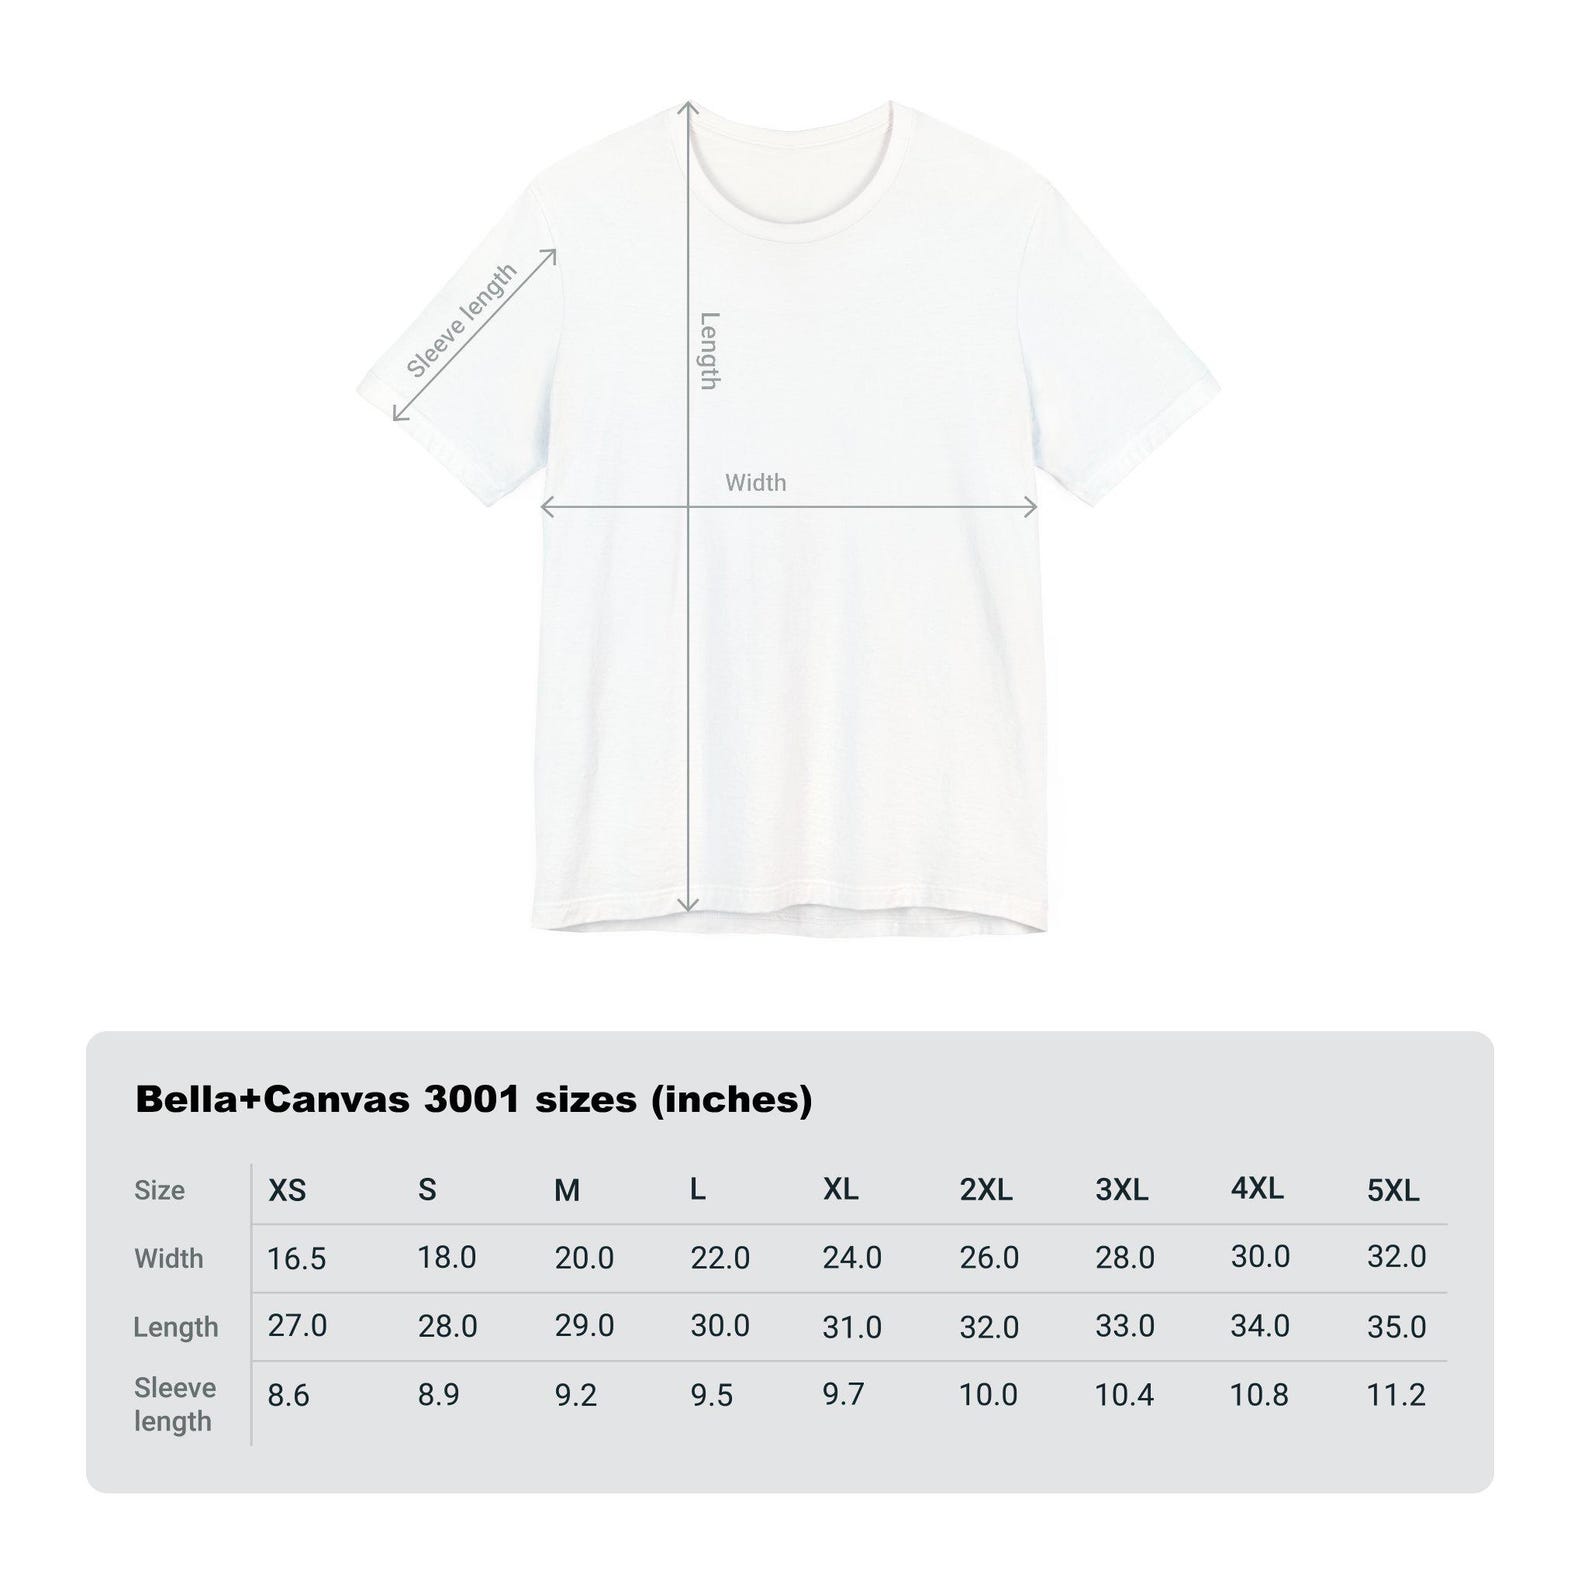 Sleeve length
Length
Width
Bella+Canvas 3001 sizes (inches)
Size XS S M L XL 2XL 3XL 4XL 5XL
Width 16.5 18.0 20.0 22.0 24.0 26.0 28.0 30.0 32.0
Length 27.0 28.0 29.0 30.0 31.0 32.0 33.0 34.0 35.0
Sleeve length 8.6 8.9 9.2 9.5 9.7 10.0 10.4 10.8 11.2